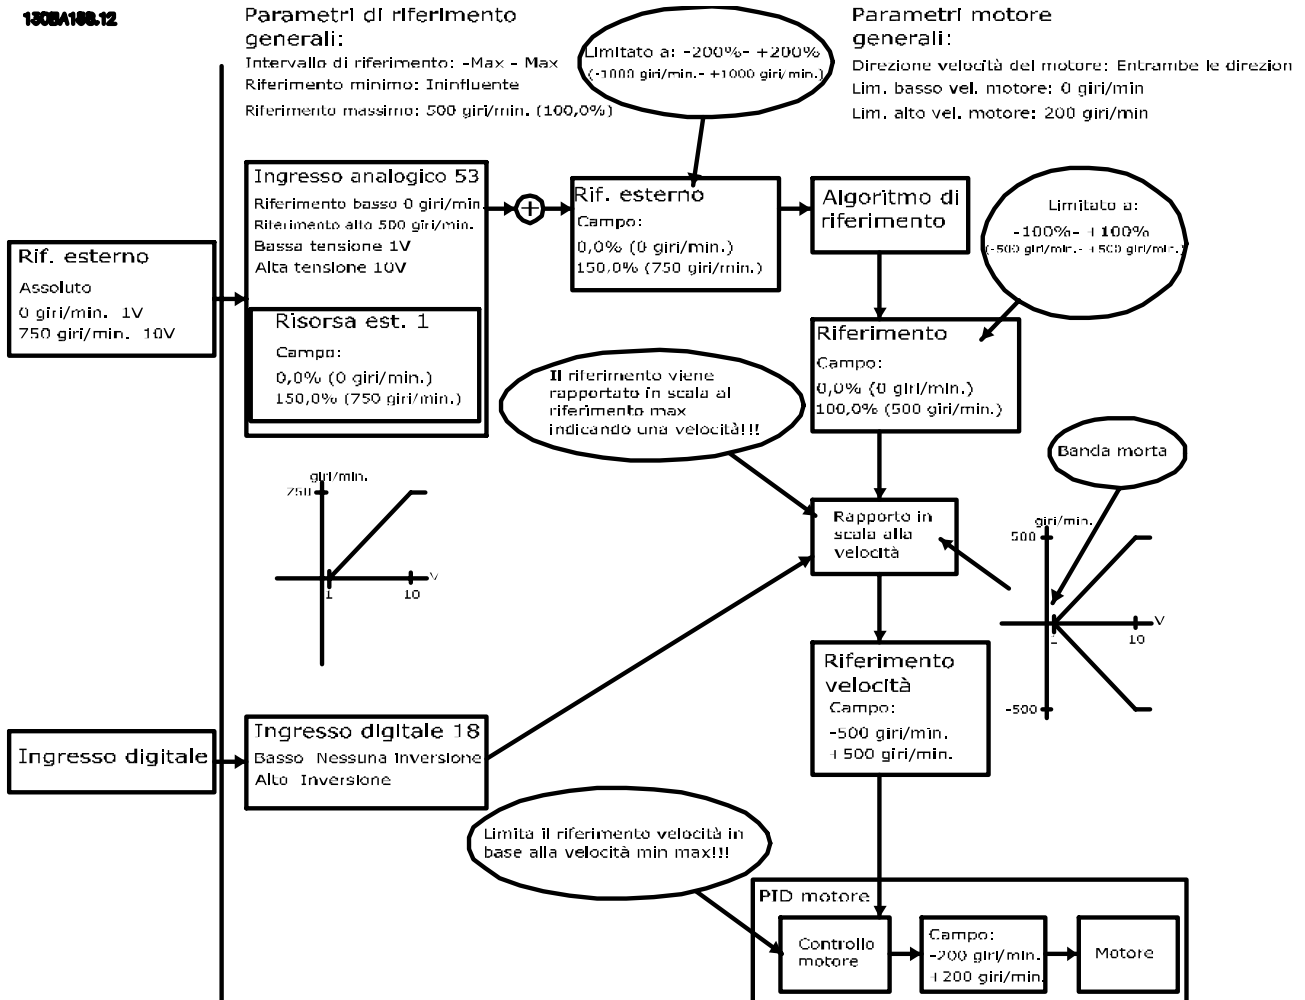 130BA188.12
Parametri di riferimento
generali:
Intervallo di riferimento: -Max - Max
Riferimento minimo: Ininfluente
Riferimento massimo: 500 giri/min. (100,0%)
Limitato a: -200%- +200%
(-1000 giri/min.- +1000 giri/min.)
Parametri motore
generali:
Direzione velocità del motore: Entrambe le direzion
Lim. basso vel. motore: 0 giri/min
Lim. alto vel. motore: 200 giri/min
Rif. esterno
Assoluto
0 giri/min. 1V
750 giri/min. 10V
Ingresso analogico 53
Riferimento basso 0 giri/min
Riferimento alto 500 giri/min.
Bassa tensione 1V
Alta tensione 10V
Risorsa est. 1
Campo:
0,0% (0 giri/min.)
150,0% (750 giri/min.)
Rif. esterno
Campo:
0,0% (0 giri/min.)
150,0% (750 giri/min.)
Algoritmo di
riferimento
Limitato a:
-100%- +100%
(-500 giri/min.- +500 giri/min.)
Riferimento
Campo:
0,0% (0 giri/min.)
100,0% (500 giri/min.)
Il riferimento viene
rapportato in scala al
riferimento max
indicando una velocità!!!
Banda morta
giri/min.
750
1
10
V
Rapporto in
scala alla
velocità
giri/min.
500
V
1
10
-500
Riferimento
velocità
Campo:
-500 giri/min.
+500 giri/min.
Ingresso digitale
Ingresso digitale 18
Basso Nessuna inversione
Alto Inversione
Limita il riferimento velocità in
base alla velocità min max!!!
PID motore
Controllo
motore
Campo:
-200 giri/min.
+200 giri/min.
Motore